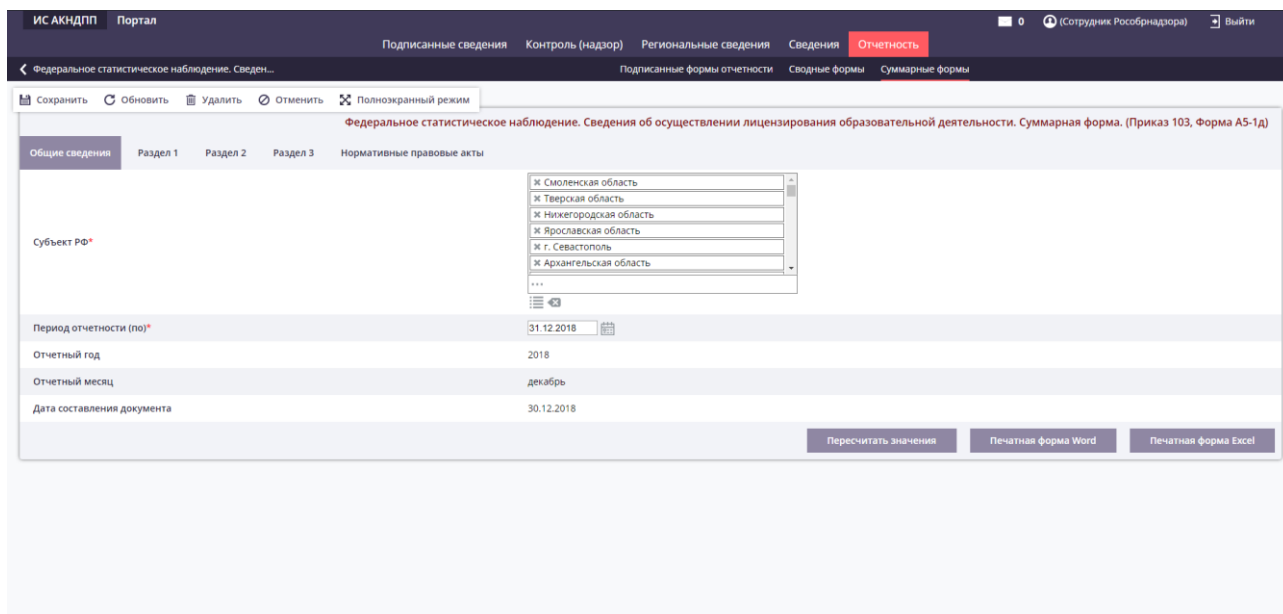 ИС АКНДПП Портал 0 (Сотрудник Рособрнадзора) Выйти
Подписанные сведения Контроль (надзор) Региональные сведения Сведения Отчетность
Федеральное статистическое наблюдение. Сведен... Подписанные формы отчетности Сводные формы Суммарные формы
Сохранить Обновить Удалить Отменить Полноэкранный режим
Федеральное статистическое наблюдение. Сведения об осуществлении лицензирования образовательной деятельности. Суммарная форма. (Приказ 103, Форма А5-1д)
Общие сведения Раздел 1 Раздел 2 Раздел 3 Нормативные правовые акты
Смоленская область
Тверская область
Нижегородская область
Ярославская область
Субъект РФ*
г. Севастополь
Архангельская область
...
Период отчетности (по)* 31.12.2018
Отчетный год 2018
Отчетный месяц декабрь
Дата составления документа 30.12.2018
Пересчитать значения Печатная форма Word Печатная форма Excel